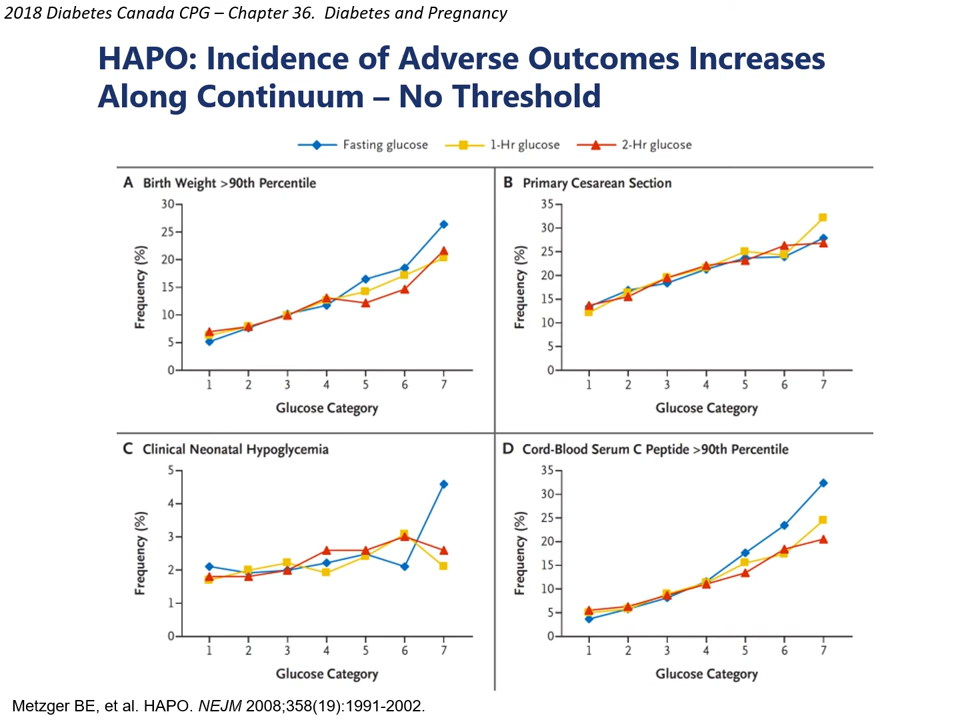 2018 Diabetes Canada CPG – Chapter 36.  Diabetes and Pregnancy
HAPO: Incidence of Adverse Outcomes Increases
Along Continuum – No Threshold
Fasting glucose 1-Hr glucose 2-Hr glucose
A Birth Weight >90th Percentile
30
25
20
15
10
5
0
Frequency (%)
1 2 3 4 5 6 7
Glucose Category
B Primary Cesarean Section
35
30
25
20
15
10
5
0
Frequency (%)
1 2 3 4 5 6 7
Glucose Category
C Clinical Neonatal Hypoglycemia
5
4
3
2
1
0
Frequency (%)
1 2 3 4 5 6 7
Glucose Category
D Cord-Blood Serum C Peptide >90th Percentile
35
30
25
20
15
10
5
0
Frequency (%)
1 2 3 4 5 6 7
Glucose Category
Metzger BE, et al. HAPO. NEJM 2008;358(19):1991-2002.